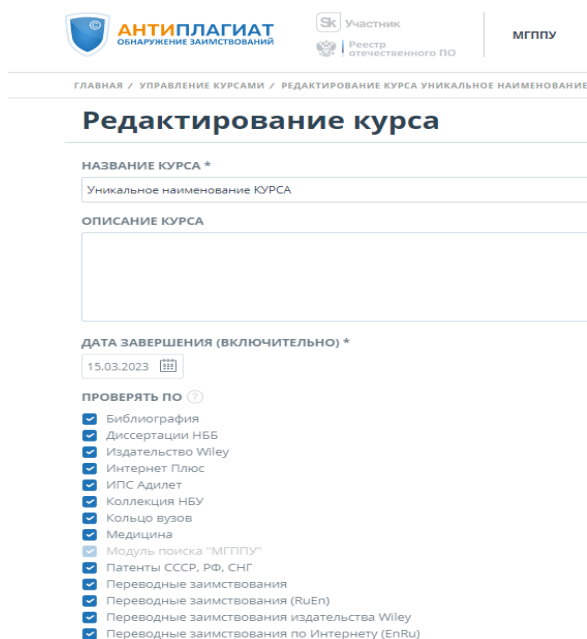 АНТИПЛАГИАТ
ОБНАРУЖЕНИЕ ЗАИМСТВОВАНИЙ
Sk Участник
Реестр
отечественного ПО
МГППУ
ГЛАВНАЯ / УПРАВЛЕНИЕ КУРСАМИ / РЕДАКТИРОВАНИЕ КУРСА УНИКАЛЬНОЕ НАИМЕНОВАНИЕ
Редактирование курса
НАЗВАНИЕ КУРСА *
Уникальное наименование КУРСА
ОПИСАНИЕ КУРСА
ДАТА ЗАВЕРШЕНИЯ (ВКЛЮЧИТЕЛЬНО) *
15.03.2023
ПРОВЕРЯТЬ ПО ?
Библиография
Диссертации НББ
Издательство Wiley
Интернет Плюс
ИПС Адилет
Коллекция НБУ
Кольцо вузов
Медицина
Модуль поиска "МГППУ"
Патенты СССР, РФ, СНГ
Переводные заимствования
Переводные заимствования (RuEn)
Переводные заимствования издательства Wiley
Переводные заимствования по Интернету (EnRu)